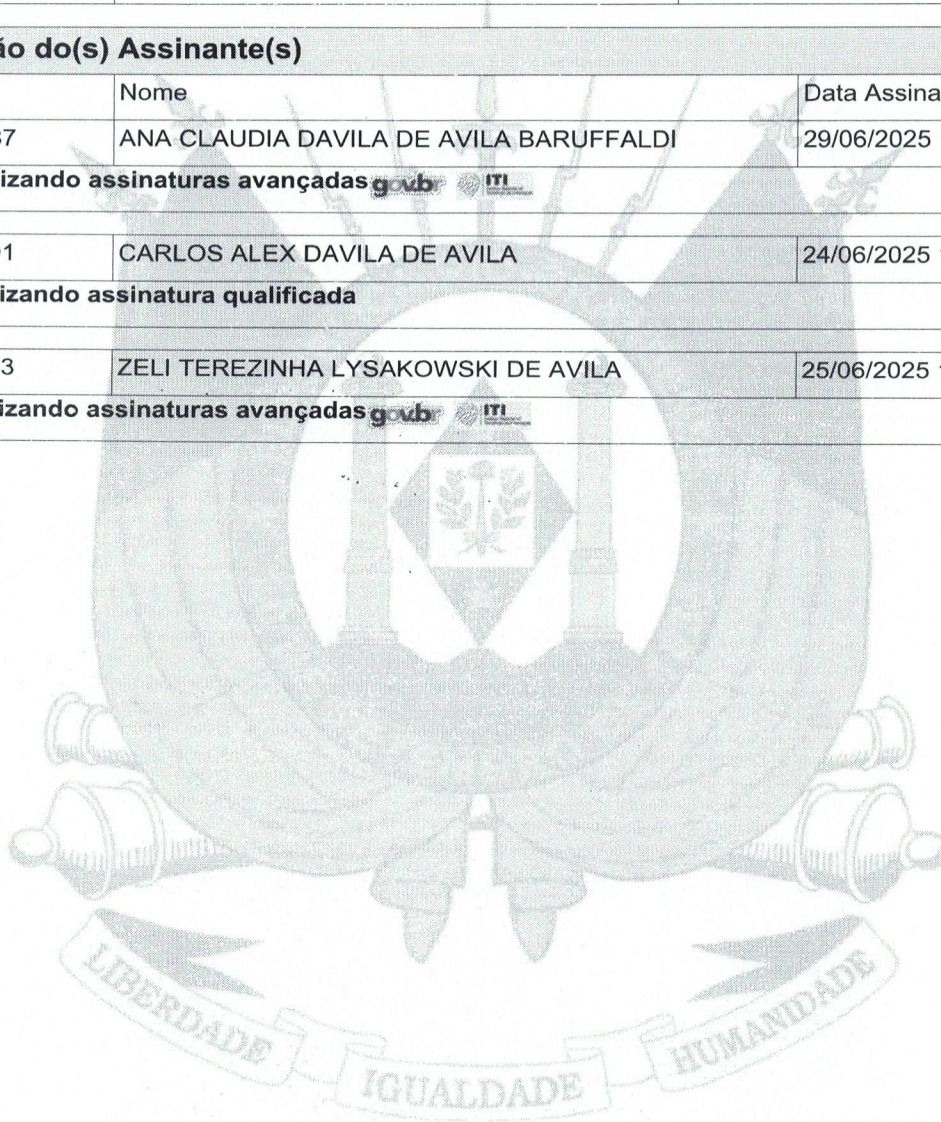 ão do(s) Assinante(s)
Nome Data Assina
37 ANA CLAUDIA DAVILA DE AVILA BARUFFALDI 29/06/2025
izando assinaturas avançadas gov.br ITI
01 CARLOS ALEX DAVILA DE AVILA 24/06/2025
izando assinatura qualificada
3 ZELI TEREZINHA LYSAKOWSKI DE AVILA 25/06/2025
izando assinaturas avançadas gov.br ITI
LIBERDADE
IGUALDADE
HUMANIDADE